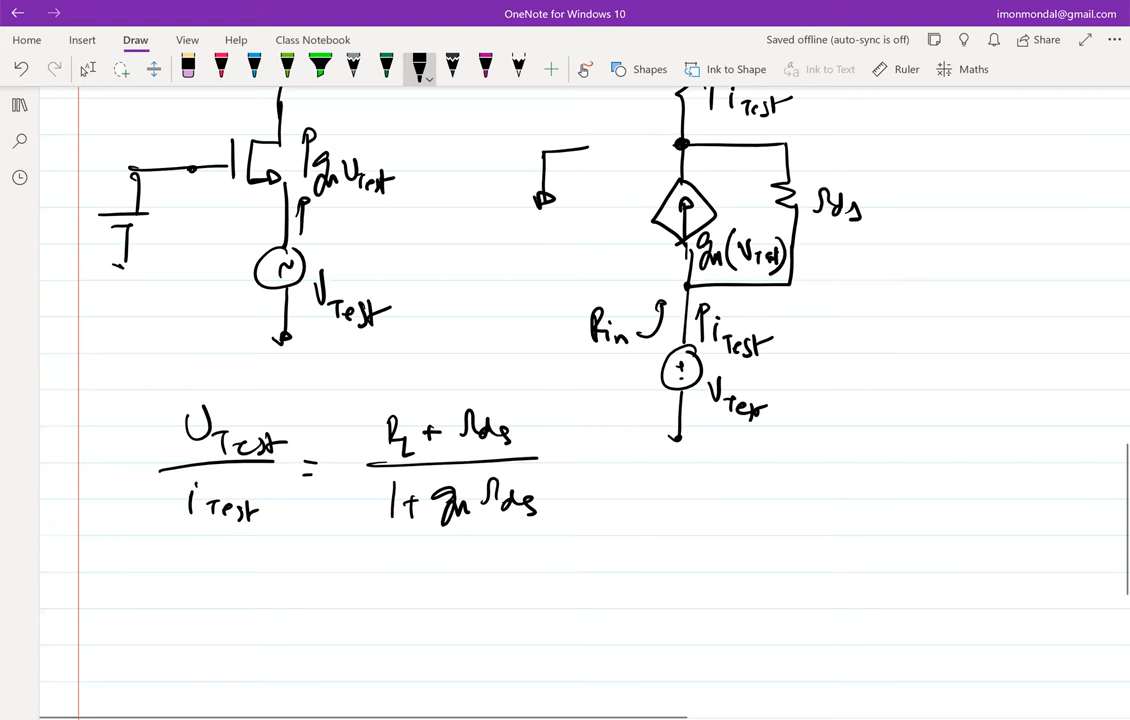 OneNote for Windows 10
imonmondal@gmail.com
Home Insert Draw View Help Class Notebook
Saved offline (auto-sync is off) Share
Shapes Ink to Shape Ink to Text Ruler Maths
i Test
gm VTest
rds
gm(VTest)
VTest
Rin iTest
VTest
VTest / iTest = RL + rds / 1 + gm rds